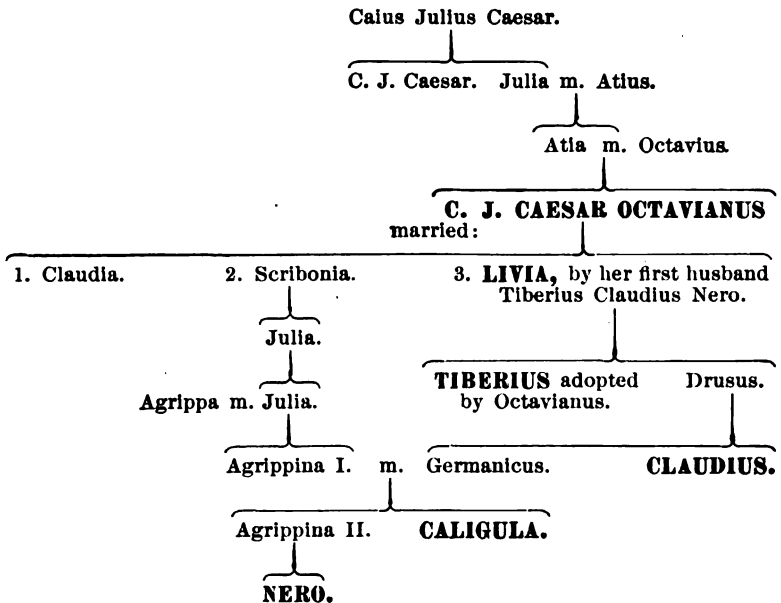 Caius Julius Caesar.
C. J. Caesar. Julia m. Atius.
Atia m. Octavius.
C. J. CAESAR OCTAVIANUS
married:
1. Claudia. 2. Scribonia. 3. LIVIA, by her first husband
Tiberius Claudius Nero.
Julia.
TIBERIUS adopted Drusus.
by Octavianus.
Agrippa m. Julia.
Agrippina I. m. Germanicus. CLAUDIUS.
Agrippina II. CALIGULA.
NERO.